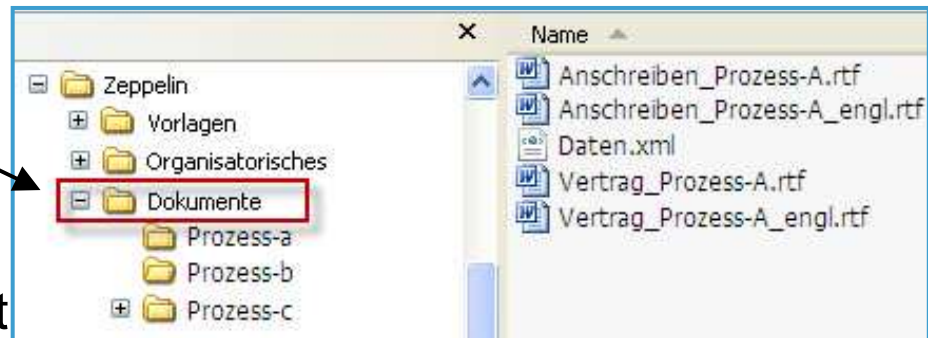 Name
Zeppelin
Vorlagen
Organisatorisches
Dokumente
Prozess-a
Prozess-b
Prozess-c
Anschreiben_Prozess-A.rtf
Anschreiben_Prozess-A_engl.rtf
Daten.xml
Vertrag_Prozess-A.rtf
Vertrag_Prozess-A_engl.rtf
t